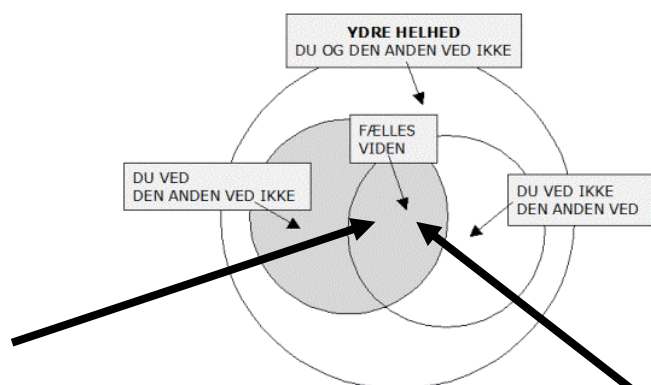 YDRE HELHED
DU OG DEN ANDEN VED IKKE
FÆLLES
VIDEN
DU VED
DEN ANDEN VED IKKE
DU VED IKKE
DEN ANDEN VED